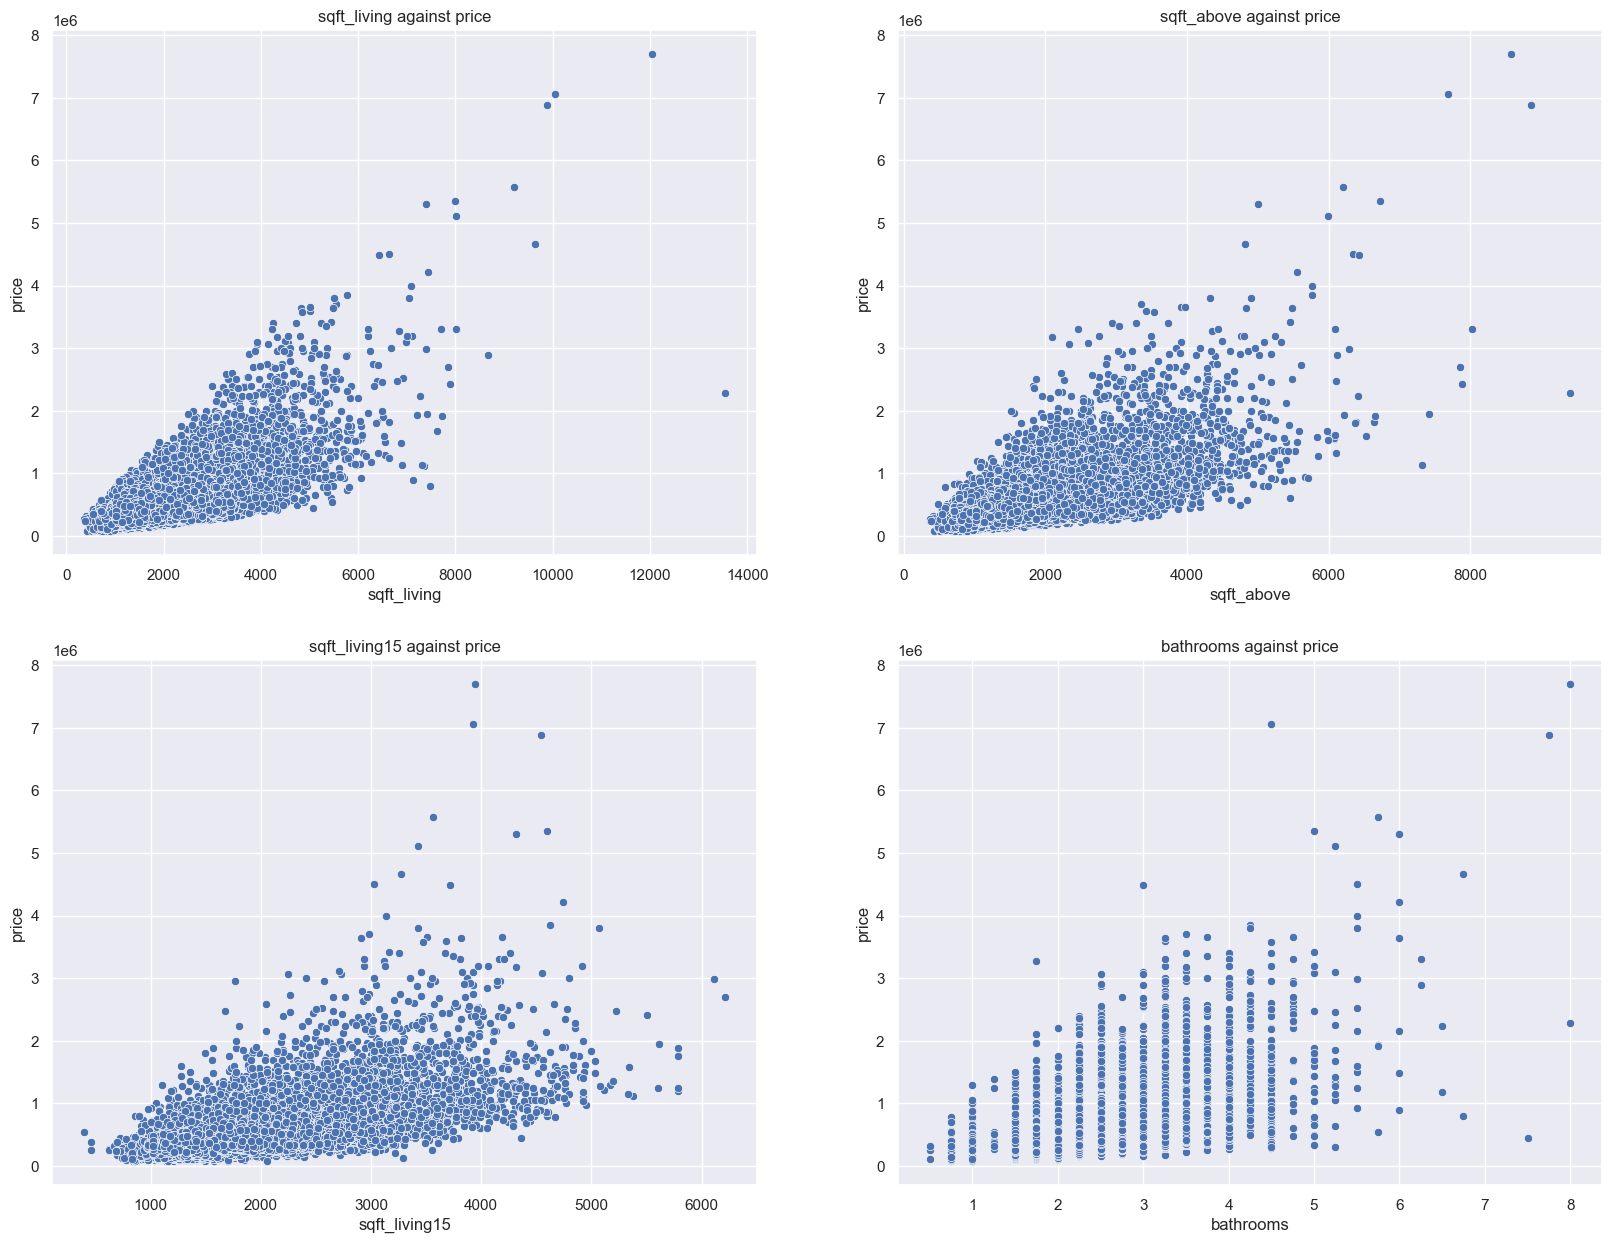 sqft_living against price
1e6
8
7
6
5
4
3
2
1
0
price
0 2000 4000 6000 8000 10000 12000 14000
sqft_living
sqft_above against price
1e6
8
7
6
5
4
3
2
1
0
price
0 2000 4000 6000 8000
sqft_above
sqft_living15 against price
1e6
8
7
6
5
4
3
2
1
0
price
1000 2000 3000 4000 5000 6000
sqft_living15
bathrooms against price
1e6
8
7
6
5
4
3
2
1
0
price
1 2 3 4 5 6 7 8
bathrooms